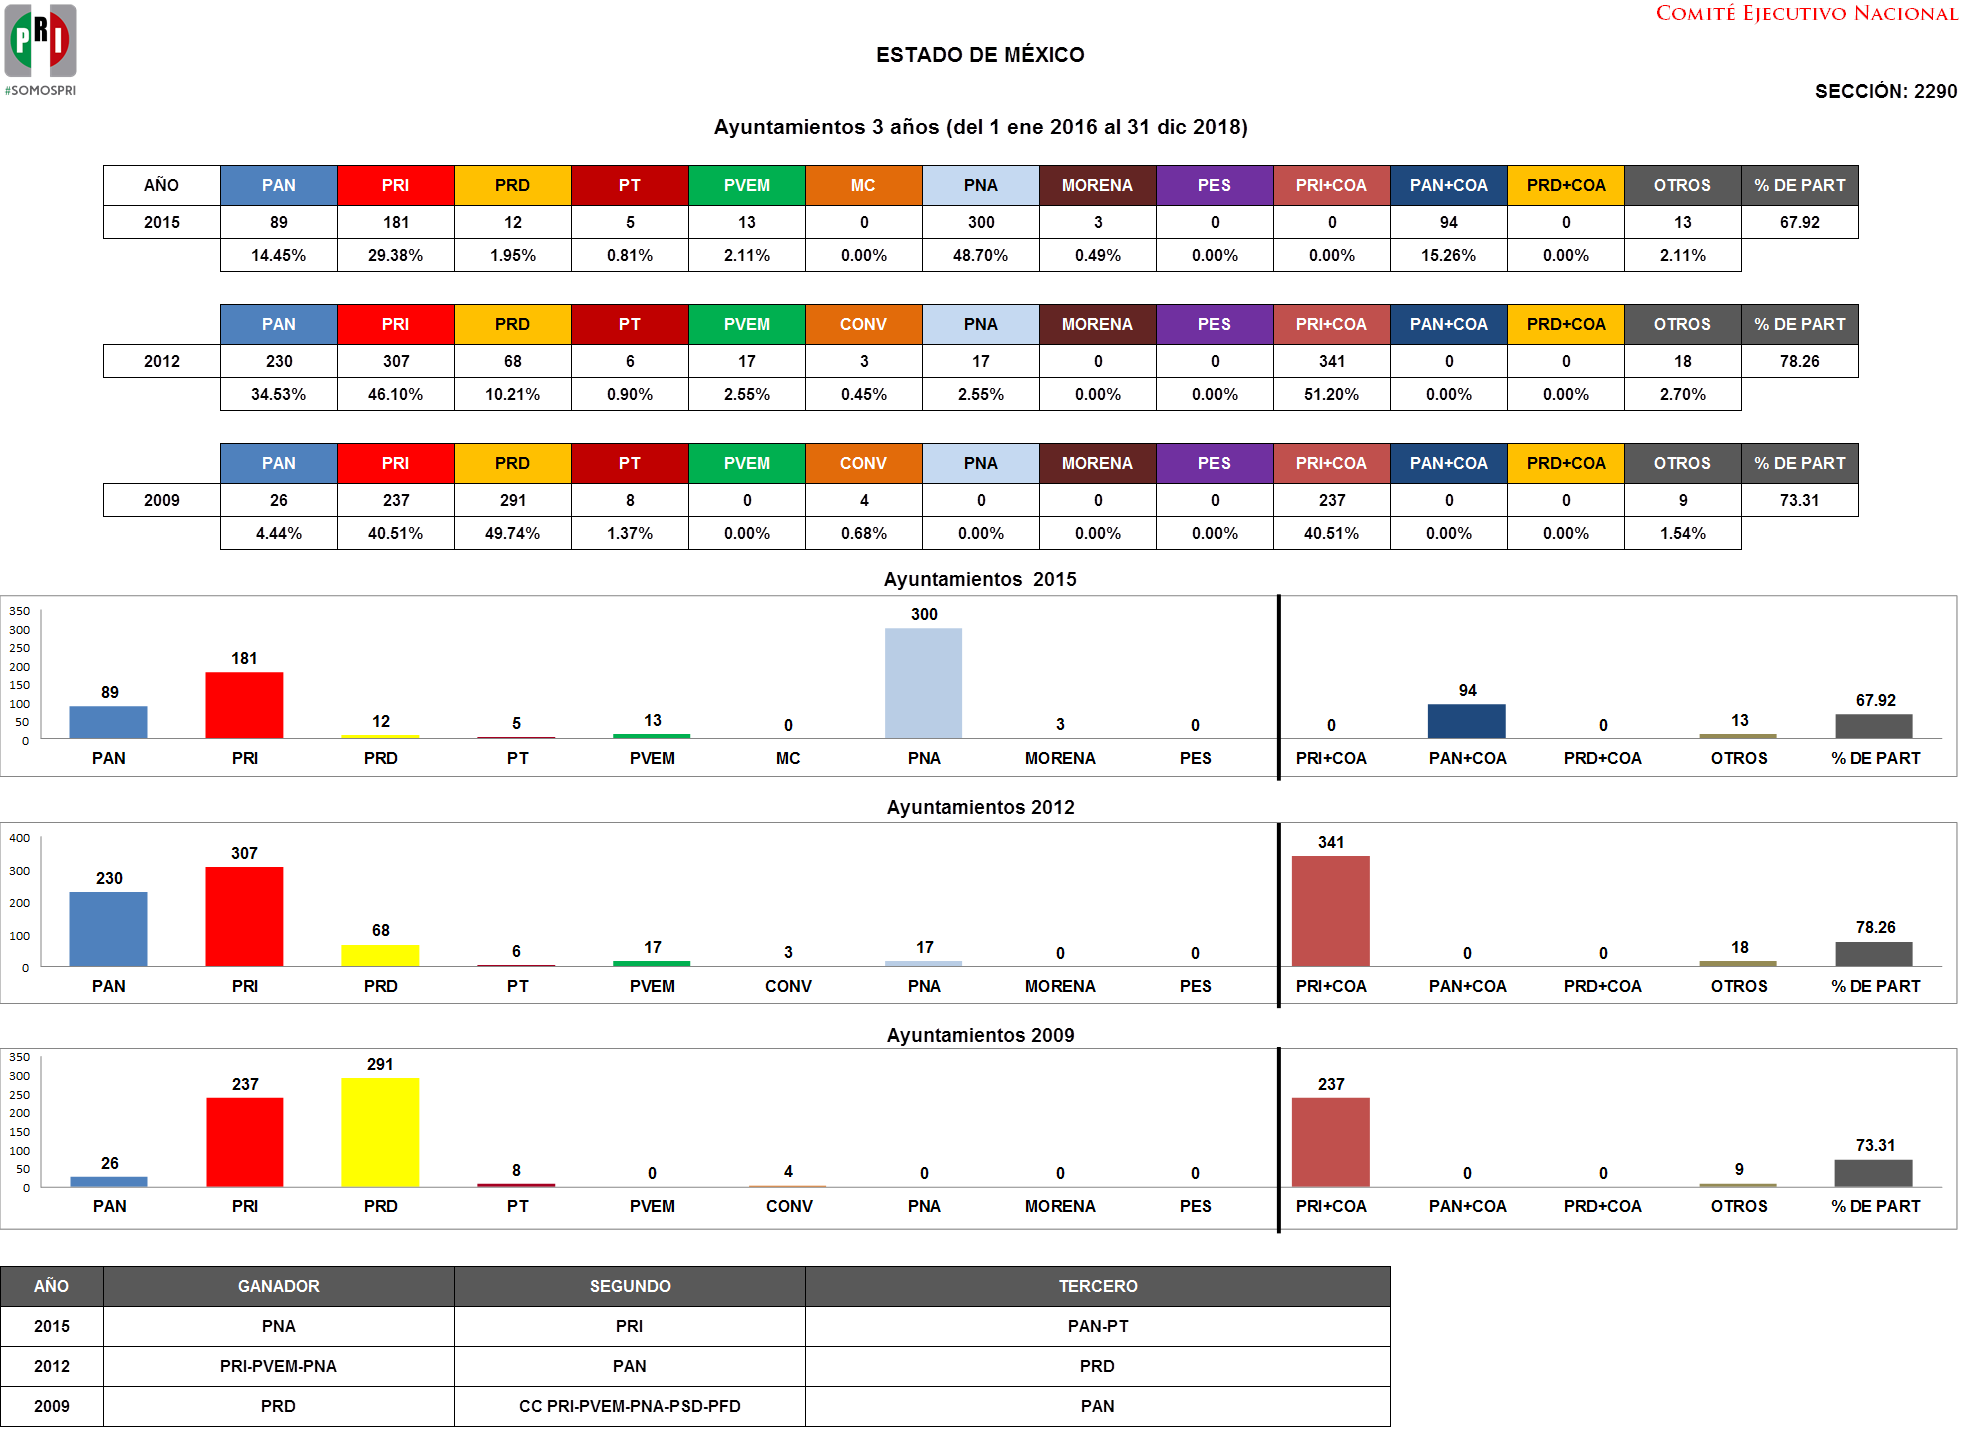 PRI
#SOMOSPRI
COMITÉ EJECUTIVO NACIONAL
ESTADO DE MÉXICO
SECCIÓN: 2290
Ayuntamientos 3 años (del 1 ene 2016 al 31 dic 2018)
AÑO PAN PRI PRD PT PVEM MC PNA MORENA PES PRI+COA PAN+COA PRD+COA OTROS % DE PART
2015 89 181 12 5 13 0 300 3 0 0 94 0 13 67.92
14.45% 29.38% 1.95% 0.81% 2.11% 0.00% 48.70% 0.49% 0.00% 0.00% 15.26% 0.00% 2.11%
PAN PRI PRD PT PVEM CONV PNA MORENA PES PRI+COA PAN+COA PRD+COA OTROS % DE PART
2012 230 307 68 6 17 3 17 0 0 341 0 0 18 78.26
34.53% 46.10% 10.21% 0.90% 2.55% 0.45% 2.55% 0.00% 0.00% 51.20% 0.00% 0.00% 2.70%
PAN PRI PRD PT PVEM CONV PNA MORENA PES PRI+COA PAN+COA PRD+COA OTROS % DE PART
2009 26 237 291 8 0 4 0 0 0 237 0 0 9 73.31
4.44% 40.51% 49.74% 1.37% 0.00% 0.68% 0.00% 0.00% 0.00% 40.51% 0.00% 0.00% 1.54%
Ayuntamientos 2015
350
300
250
200
150
100
50
0
89 181 12 5 13 0 300 3 0 0 94 0 13 67.92
PAN PRI PRD PT PVEM MC PNA MORENA PES PRI+COA PAN+COA PRD+COA OTROS % DE PART
Ayuntamientos 2012
400
300
200
100
0
230 307 68 6 17 3 17 0 0 341 0 0 18 78.26
PAN PRI PRD PT PVEM CONV PNA MORENA PES PRI+COA PAN+COA PRD+COA OTROS % DE PART
Ayuntamientos 2009
350
300
250
200
150
100
50
0
26 237 291 8 0 4 0 0 0 237 0 0 9 73.31
PAN PRI PRD PT PVEM CONV PNA MORENA PES PRI+COA PAN+COA PRD+COA OTROS % DE PART
AÑO GANADOR SEGUNDO TERCERO
2015 PNA PRI PAN-PT
2012 PRI-PVEM-PNA PAN PRD
2009 PRD CC PRI-PVEM-PNA-PSD-PFD PAN